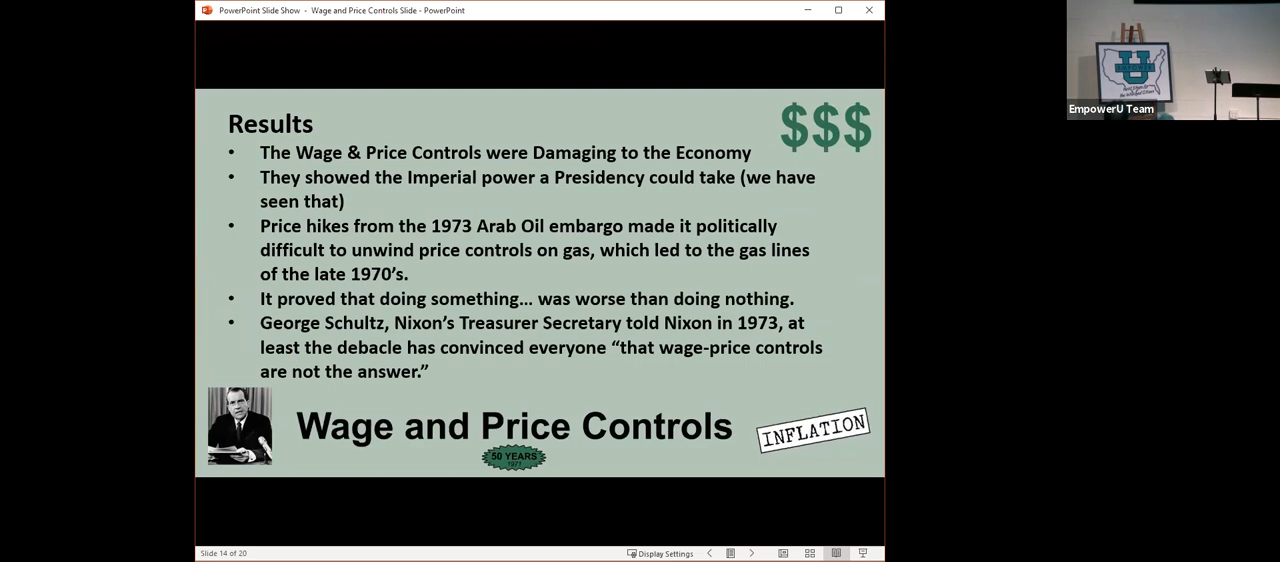 PowerPoint Slide Show - Wage and Price Controls Slide - PowerPoint
EmpowerU Team
Results
$$$
• The Wage & Price Controls were Damaging to the Economy
• They showed the Imperial power a Presidency could take (we have
seen that)
• Price hikes from the 1973 Arab Oil embargo made it politically
difficult to unwind price controls on gas, which led to the gas lines
of the late 1970's.
• It proved that doing something... was worse than doing nothing.
• George Schultz, Nixon's Treasurer Secretary told Nixon in 1973, at
least the debacle has convinced everyone “that wage-price controls
are not the answer.”
Wage and Price Controls
INFLATION
50 YEARS
1971
Slide 14 of 20
Display Settings